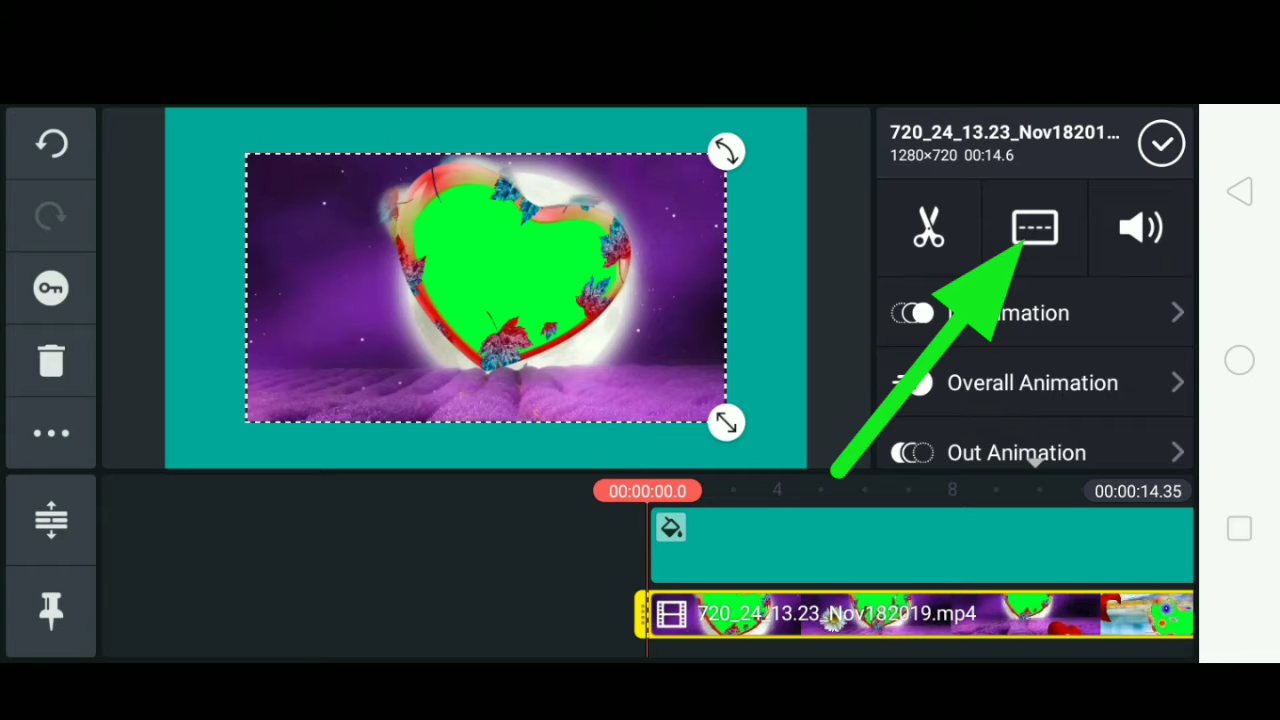 720_24_13.23_Nov18201...
1280×720 00:14.6
Overall Animation
Out Animation
00:00:00.0
4
8
00:00:14.35
720_24_13.23_Nov182019.mp4